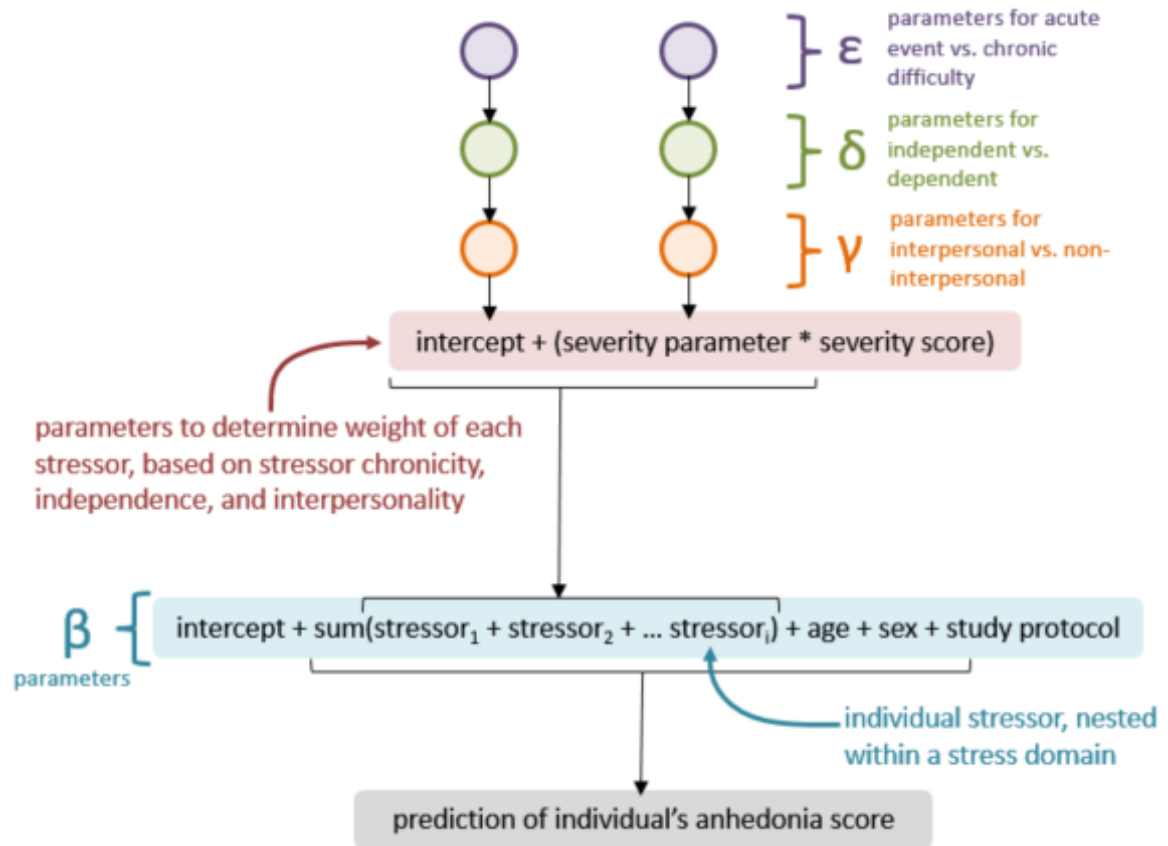 parameters for acute
event vs. chronic
difficulty
ε
parameters for
independent vs.
dependent
δ
parameters for
interpersonal vs. non-
interpersonal
γ
intercept + (severity parameter * severity score)
parameters to determine weight of each
stressor, based on stressor chronicity,
independence, and interpersonality
β
parameters
intercept + sum(stressor₁ + stressor₂ + ... stressorᵢ) + age + sex + study protocol
individual stressor, nested
within a stress domain
prediction of individual's anhedonia score